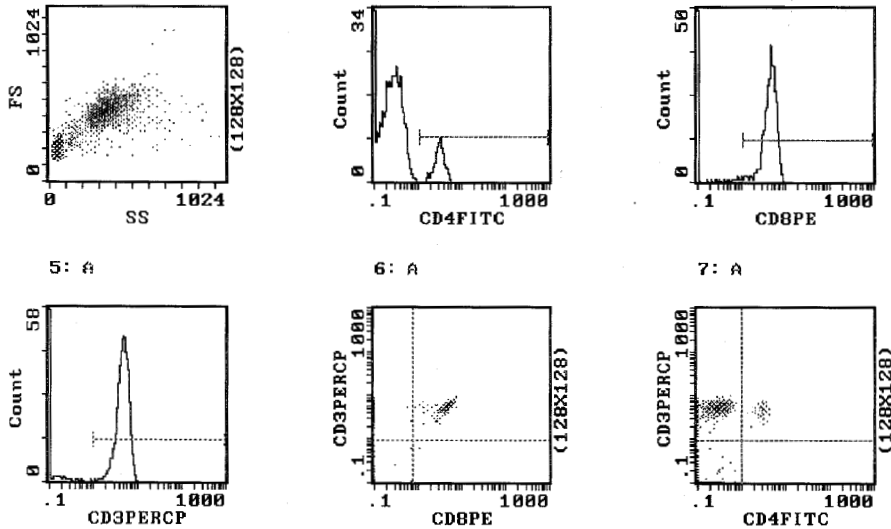 1024
FS
0
(128X128)
0
1024
SS
34
Count
0
.1
1000
CD4FITC
50
Count
0
.1
1000
CD8PE
5: A
6: A
7: A
58
Count
0
.1
1000
CD3PERCP
1000
CD3PERCP
.1
(128X128)
.1
1000
CD8PE
1000
CD3PERCP
.1
(128X128)
.1
1000
CD4FITC